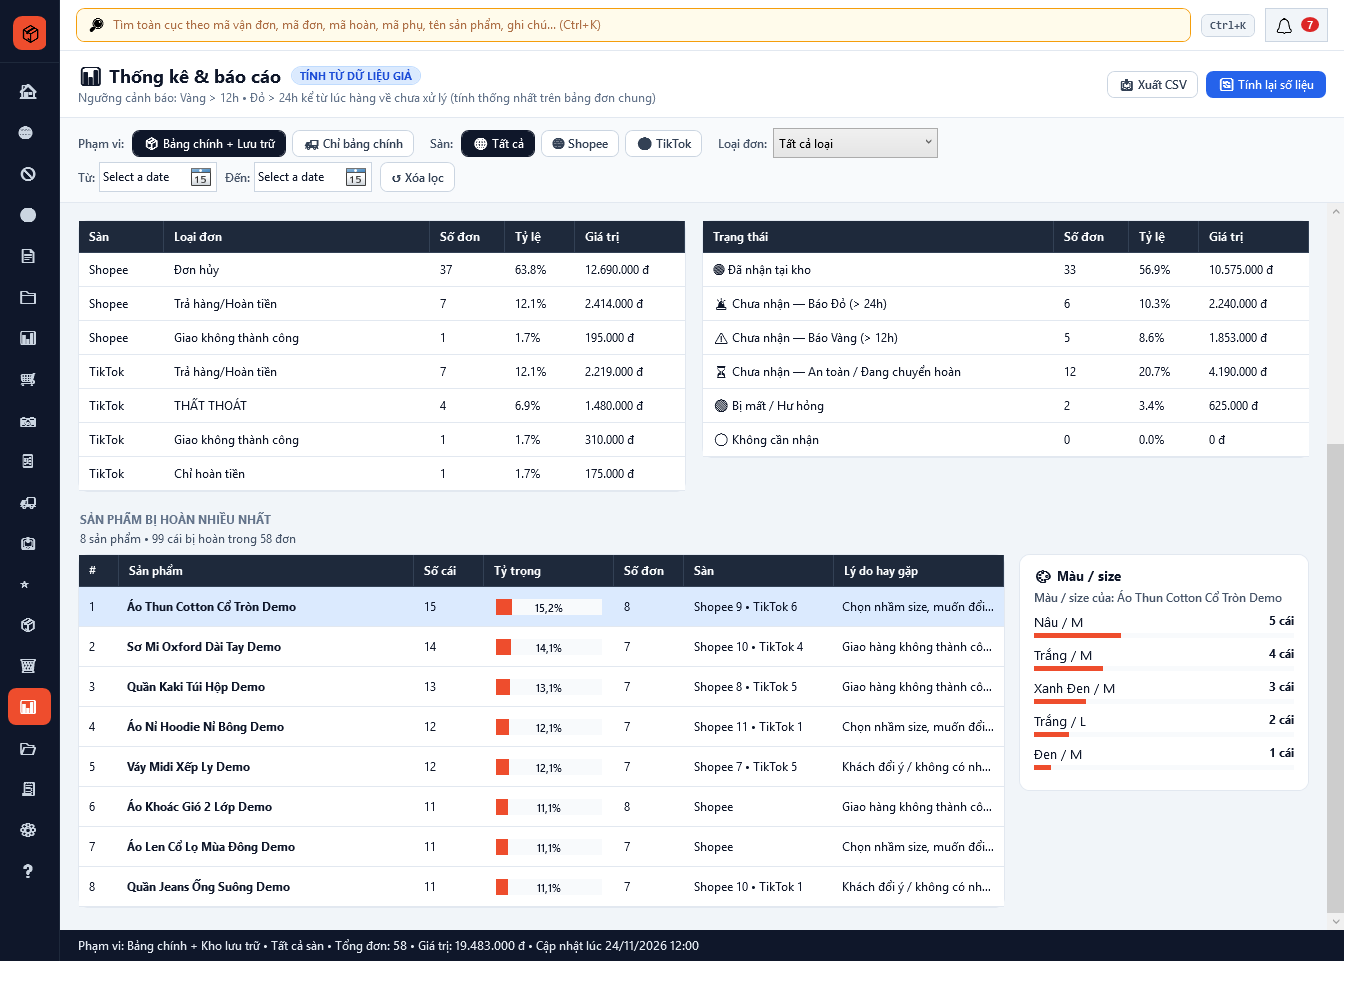 Tìm toàn cục theo mã vận đơn, mã đơn, mã hoàn, mã phụ, tên sản phẩm, ghi chú... (Ctrl+K)
Ctrl+K
7
Thống kê & báo cáo
TÍNH TỪ DỮ LIỆU GIẢ
Ngưỡng cảnh báo: Vàng > 12h • Đỏ > 24h kể từ lúc hàng về chưa xử lý (tính thống nhất trên bảng đơn chung)
Xuất CSV
Tính lại số liệu
Phạm vi: Bảng chính + Lưu trữ Chỉ bảng chính Sàn: Tất cả Shopee TikTok Loại đơn: Tất cả loại
Từ: Select a date 15 Đến: Select a date 15 ↺ Xóa lọc
Sàn Loại đơn Số đơn Tỷ lệ Giá trị
Shopee Đơn hủy 37 63.8% 12.690.000 đ
Shopee Trả hàng/Hoàn tiền 7 12.1% 2.414.000 đ
Shopee Giao không thành công 1 1.7% 195.000 đ
TikTok Trả hàng/Hoàn tiền 7 12.1% 2.219.000 đ
TikTok THẤT THOÁT 4 6.9% 1.480.000 đ
TikTok Giao không thành công 1 1.7% 310.000 đ
TikTok Chỉ hoàn tiền 1 1.7% 175.000 đ
Trạng thái Số đơn Tỷ lệ Giá trị
Đã nhận tại kho 33 56.9% 10.575.000 đ
Chưa nhận — Báo Đỏ (> 24h) 6 10.3% 2.240.000 đ
Chưa nhận — Báo Vàng (> 12h) 5 8.6% 1.853.000 đ
Chưa nhận — An toàn / Đang chuyển hoàn 12 20.7% 4.190.000 đ
Bị mất / Hư hỏng 2 3.4% 625.000 đ
Không cần nhận 0 0.0% 0 đ
SẢN PHẨM BỊ HOÀN NHIỀU NHẤT
8 sản phẩm • 99 cái bị hoàn trong 58 đơn
# Sản phẩm Số cái Tỷ trọng Số đơn Sàn Lý do hay gặp
1 Áo Thun Cotton Cổ Tròn Demo 15 15,2% 8 Shopee 9 • TikTok 6 Chọn nhầm size, muốn đổi...
2 Sơ Mi Oxford Dài Tay Demo 14 14,1% 7 Shopee 10 • TikTok 4 Giao hàng không thành cô...
3 Quần Kaki Túi Hộp Demo 13 13,1% 7 Shopee 8 • TikTok 5 Giao hàng không thành cô...
4 Áo Nỉ Hoodie Nỉ Bông Demo 12 12,1% 7 Shopee 11 • TikTok 1 Chọn nhầm size, muốn đổi...
5 Váy Midi Xếp Ly Demo 12 12,1% 7 Shopee 7 • TikTok 5 Khách đổi ý / không có nh...
6 Áo Khoác Gió 2 Lớp Demo 11 11,1% 8 Shopee Giao hàng không thành cô...
7 Áo Len Cổ Lọ Mùa Đông Demo 11 11,1% 7 Shopee Chọn nhầm size, muốn đổi...
8 Quần Jeans Ống Suông Demo 11 11,1% 7 Shopee 10 • TikTok 1 Khách đổi ý / không có nh...
Màu / size
Màu / size của: Áo Thun Cotton Cổ Tròn Demo
Nâu / M 5 cái
Trắng / M 4 cái
Xanh Đen / M 3 cái
Trắng / L 2 cái
Đen / M 1 cái
?
Phạm vi: Bảng chính + Kho lưu trữ • Tất cả sàn • Tổng đơn: 58 • Giá trị: 19.483.000 đ • Cập nhật lúc 24/11/2026 12:00